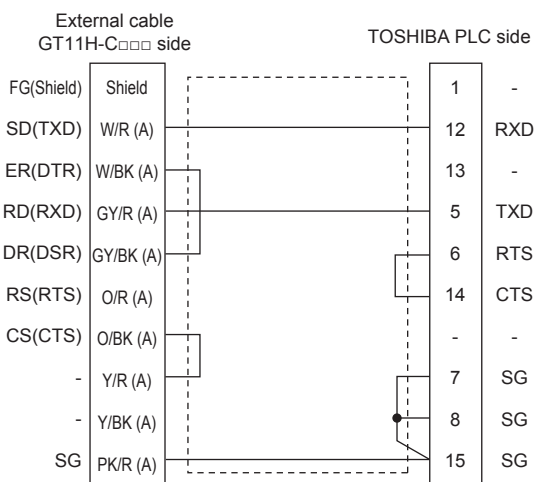 External cable
GT11H-C□□□ side
TOSHIBA PLC side
FG(Shield) Shield 1 -
SD(TXD) W/R (A) 12 RXD
ER(DTR) W/BK (A) 13 -
RD(RXD) GY/R (A) 5 TXD
DR(DSR) GY/BK (A) 6 RTS
RS(RTS) O/R (A) 14 CTS
CS(CTS) O/BK (A) - -
- Y/R (A) 7 SG
- Y/BK (A) 8 SG
SG PK/R (A) 15 SG